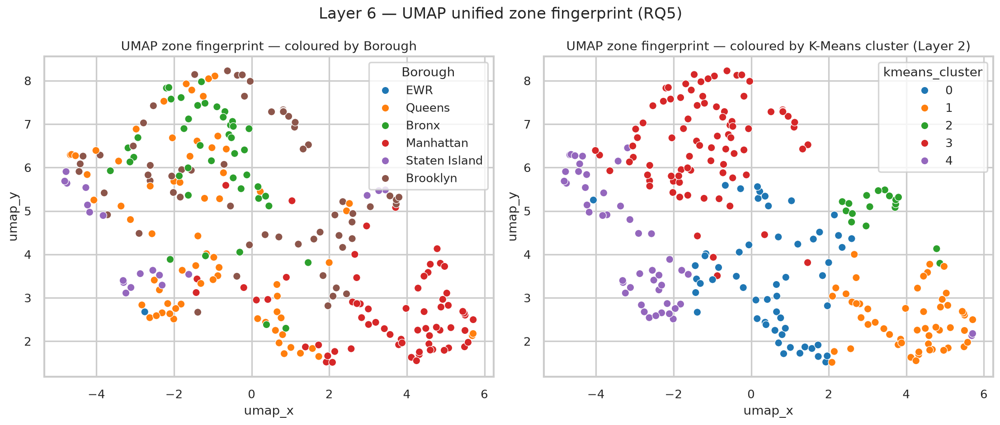 Layer 6 — UMAP unified zone fingerprint (RQ5)
UMAP zone fingerprint — coloured by Borough
8
7
6
5
4
3
2
umap_y
−4
−2
0
2
4
6
umap_x
Borough
EWR
Queens
Bronx
Manhattan
Staten Island
Brooklyn
UMAP zone fingerprint — coloured by K-Means cluster (Layer 2)
8
7
6
5
4
3
2
umap_y
−4
−2
0
2
4
6
umap_x
kmeans_cluster
0
1
2
3
4